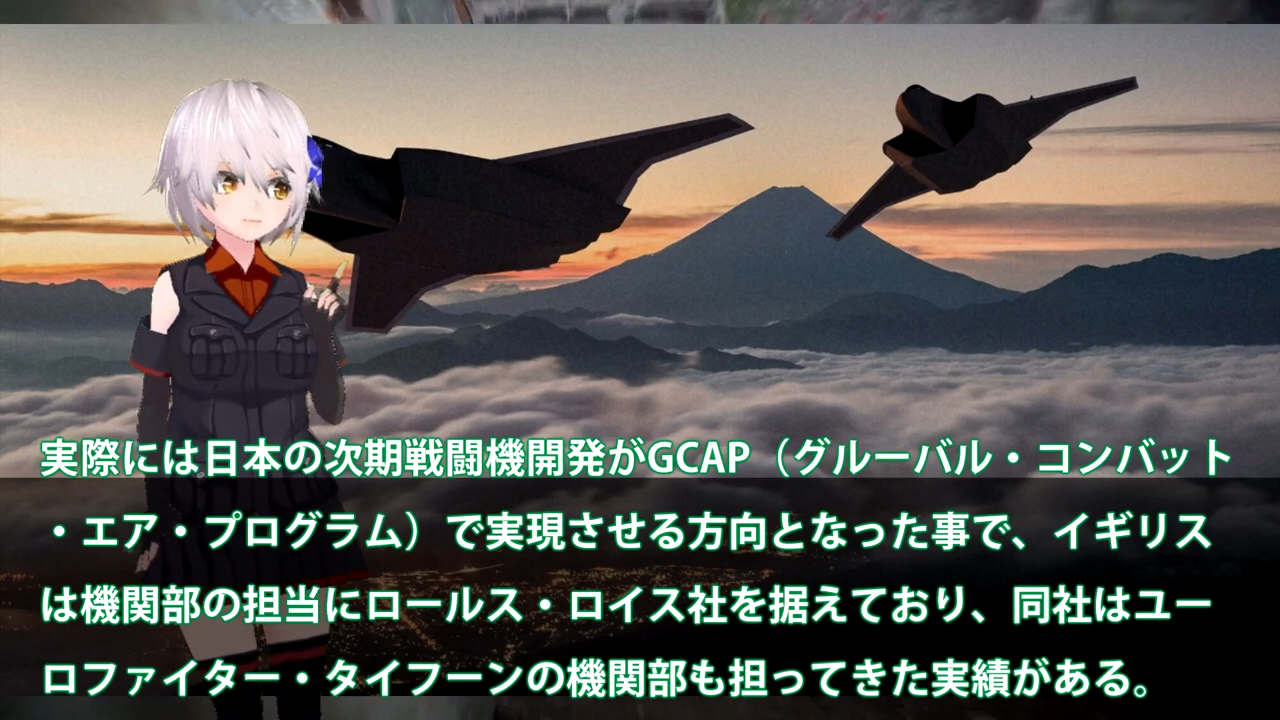 実際には日本の次期戦闘機開発がGCAP（グルーバル・コンバット
・エア・プログラム）で実現させる方向となった事で、イギリス
は機関部の担当にロールス・ロイス社を据えており、同社はユー
ロファイター・タイフーンの機関部も担ってきた実績がある。